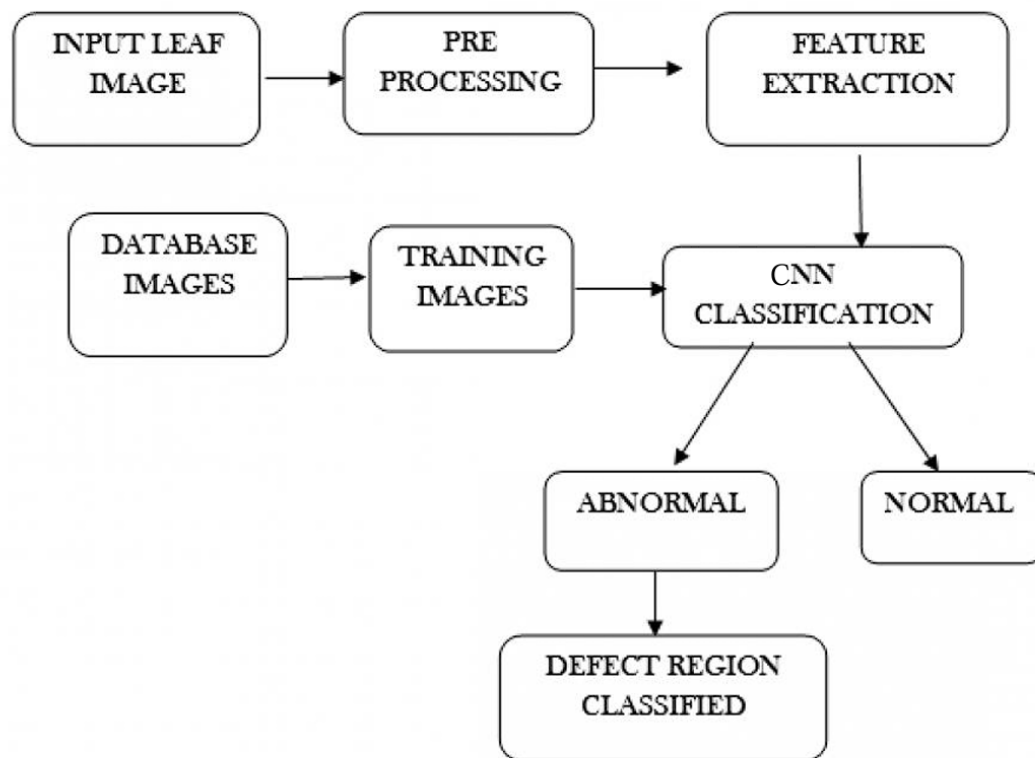 INPUT LEAF
IMAGE
PRE
PROCESSING
FEATURE
EXTRACTION
DATABASE
IMAGES
TRAINING
IMAGES
CNN
CLASSIFICATION
ABNORMAL
NORMAL
DEFECT REGION
CLASSIFIED